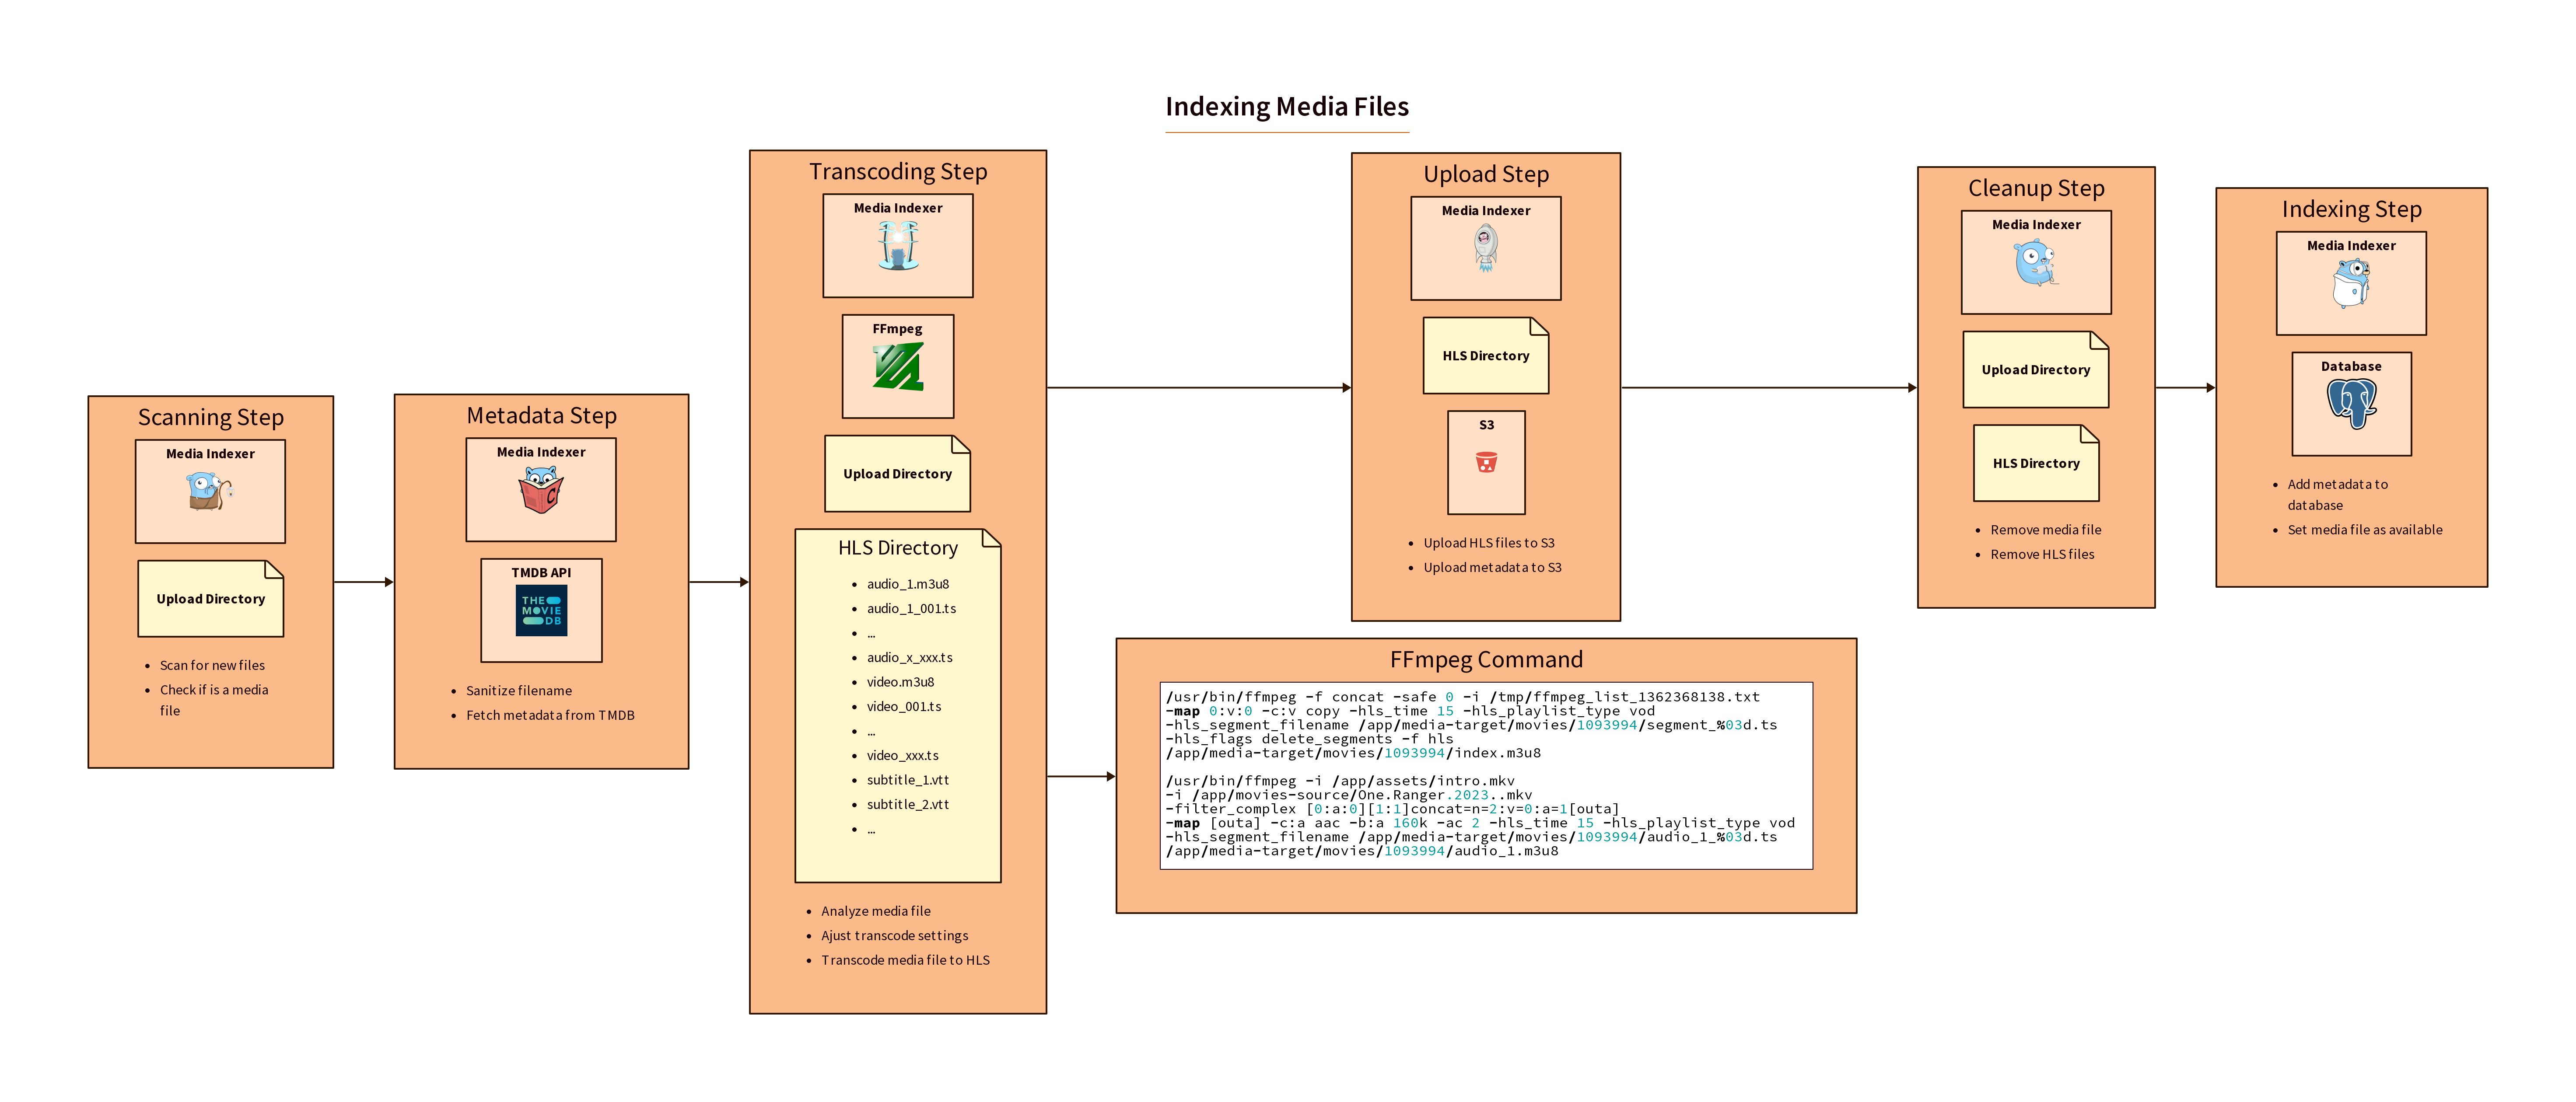 Indexing Media Files
Scanning Step
Media Indexer
Upload Directory
Scan for new files
Check if is a media
file
Metadata Step
Media Indexer
TMDB API
THE
MOVIE
DB
Sanitize filename
Fetch metadata from TMDB
Transcoding Step
Media Indexer
FFmpeg
Upload Directory
HLS Directory
audio_1.m3u8
audio_1_001.ts
...
audio_x_xxx.ts
video.m3u8
video_001.ts
...
video_xxx.ts
subtitle_1.vtt
subtitle_2.vtt
...
Analyze media file
Ajust transcode settings
Transcode media file to HLS
Upload Step
Media Indexer
HLS Directory
S3
Upload HLS files to S3
Upload metadata to S3
FFmpeg Command
/usr/bin/ffmpeg -f concat -safe 0 -i /tmp/ffmpeg_list_1362368138.txt
-map 0:v:0 -c:v copy -hls_time 15 -hls_playlist_type vod
-hls_segment_filename /app/media-target/movies/1093994/segment_%03d.ts
-hls_flags delete_segments -f hls
/app/media-target/movies/1093994/index.m3u8
/usr/bin/ffmpeg -i /app/assets/intro.mkv
-i /app/movies-source/One.Ranger.2023..mkv
-filter_complex [0:a:0][1:1]concat=n=2:v=0:a=1[outa]
-map [outa] -c:a aac -b:a 160k -ac 2 -hls_time 15 -hls_playlist_type vod
-hls_segment_filename /app/media-target/movies/1093994/audio_1_%03d.ts
/app/media-target/movies/1093994/audio_1.m3u8
Cleanup Step
Media Indexer
Upload Directory
HLS Directory
Remove media file
Remove HLS files
Indexing Step
Media Indexer
Database
Add metadata to
database
Set media file as available